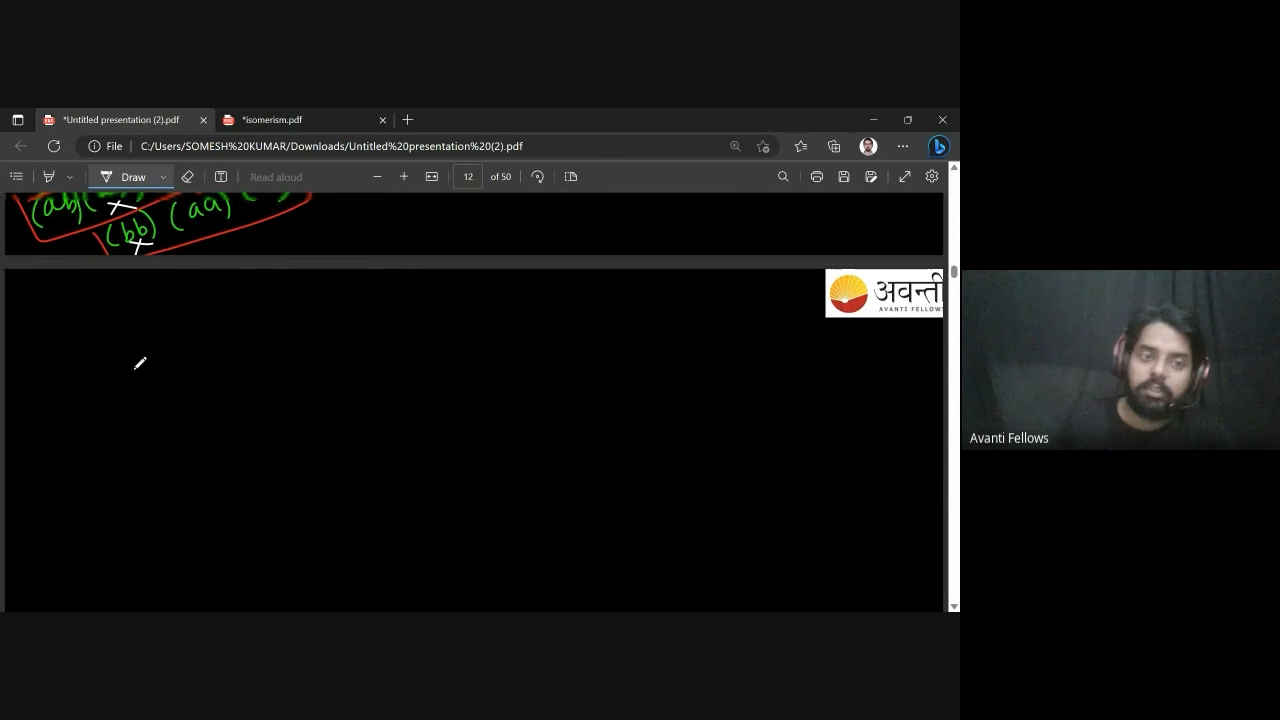 *Untitled presentation (2).pdf
*isomerism.pdf
File
C:/Users/SOMESH%20KUMAR/Downloads/Untitled%20presentation%20(2).pdf
Draw
Read aloud
12 of 50
(ab)
(bb) (aa)
अवन्ती
AVANTI FELLOWS
Avanti Fellows